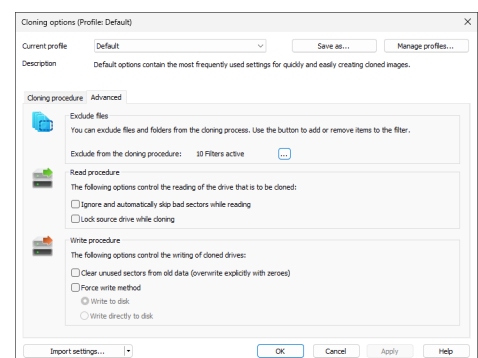 Cloning options (Profile: Default)
Current profile Default Save as... Manage profiles...
Description Default options contain the most frequently used settings for quickly and easily creating cloned images.
Cloning procedure Advanced
Exclude files
You can exclude files and folders from the cloning process. Use the button to add or remove items to the filter.
Exclude from the cloning procedure: 10 Filters active ...
Read procedure
The following options control the reading of the drive that is to be cloned:
Ignore and automatically skip bad sectors while reading
Lock source drive while cloning
Write procedure
The following options control the writing of cloned drives:
Clear unused sectors from old data (overwrite explicitly with zeroes)
Force write method
Write to disk
Write directly to disk
Import settings... OK Cancel Apply Help